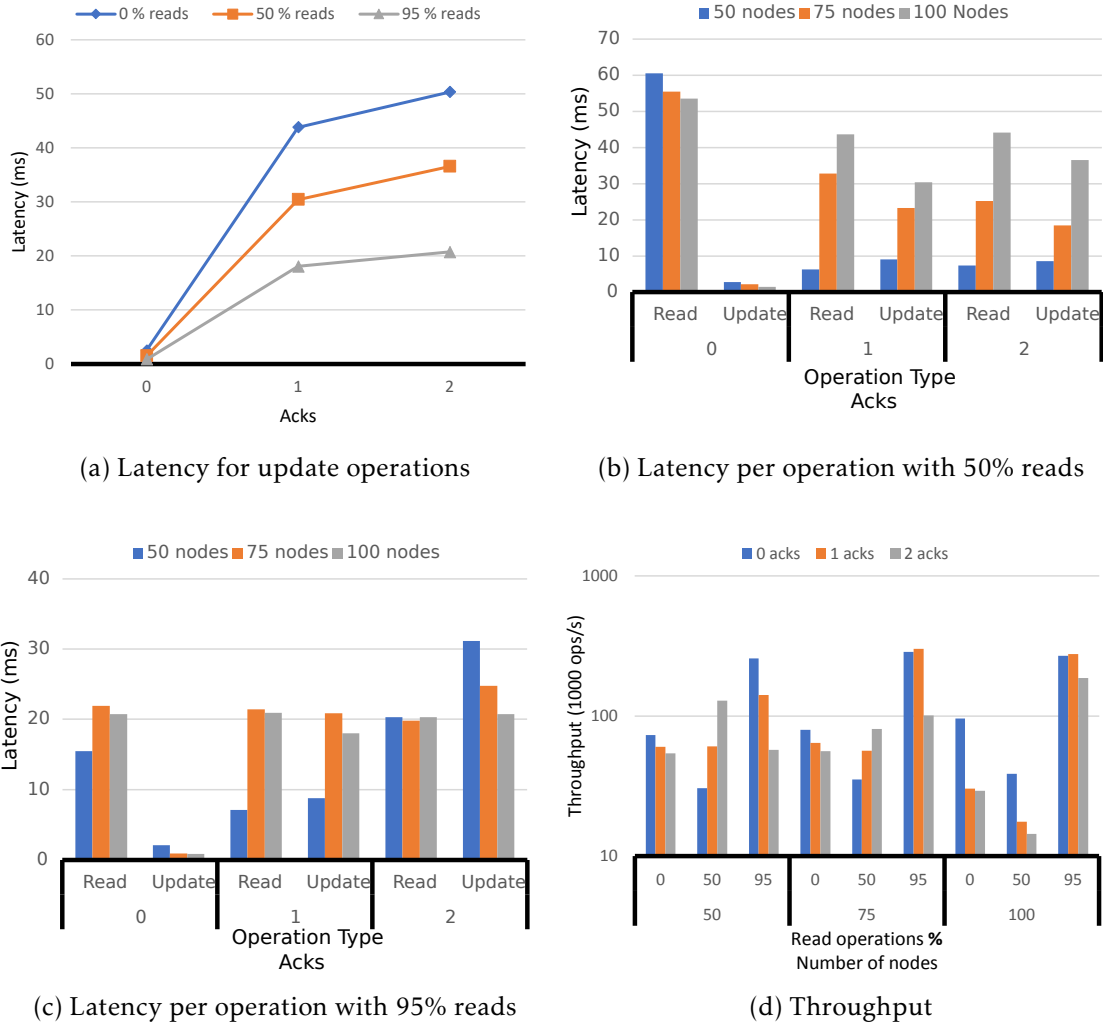 0 % reads 50 % reads 95 % reads
60
50
40
30
20
10
0
Latency (ms)
0 1 2
Acks
(a) Latency for update operations
50 nodes 75 nodes 100 Nodes
70
60
50
40
30
20
10
0
Latency (ms)
Read Update Read Update Read Update
0 1 2
Operation Type
Acks
(b) Latency per operation with 50% reads
50 nodes 75 nodes 100 nodes
40
30
20
10
0
Latency (ms)
Read Update Read Update Read Update
0 1 2
Operation Type
Acks
(c) Latency per operation with 95% reads
0 acks 1 acks 2 acks
1000
100
10
Throughput (1000 ops/s)
0 50 95 0 50 95 0 50 95
50 75 100
Read operations %
Number of nodes
(d) Throughput